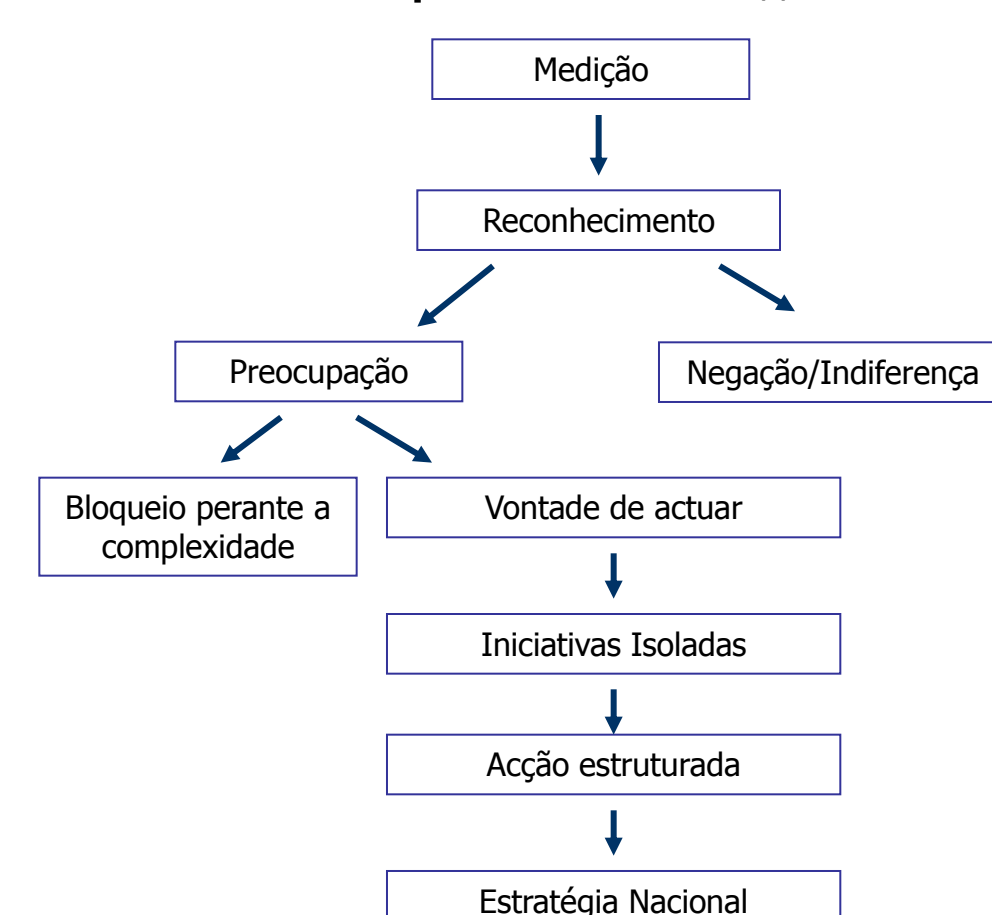 Medição
Reconhecimento
Preocupação
Negação/Indiferença
Bloqueio perante a
complexidade
Vontade de actuar
Iniciativas Isoladas
Acção estruturada
Estratégia Nacional